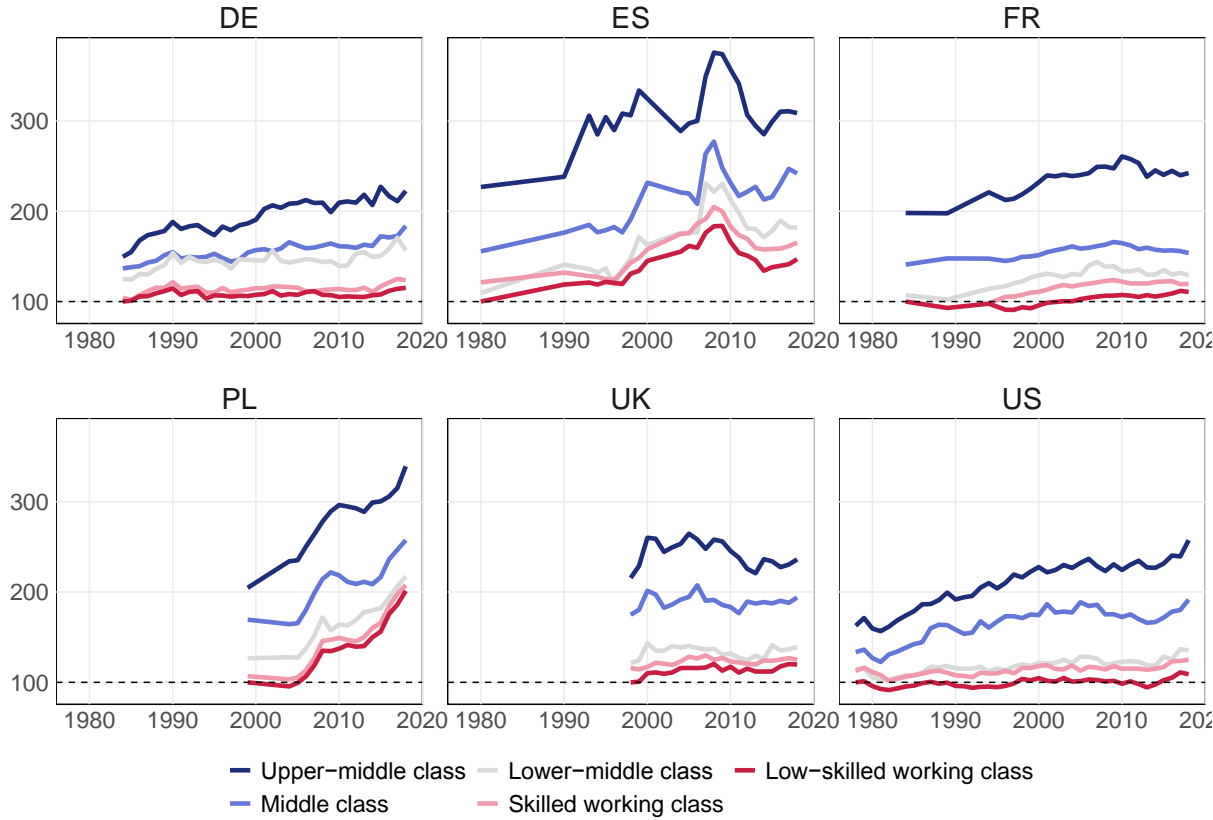 DE ES FR
300
200
100
1980 1990 2000 2010 2020 1980 1990 2000 2010 2020 1980 1990 2000 2010 202
PL UK US
300
200
100
1980 1990 2000 2010 2020 1980 1990 2000 2010 2020 1980 1990 2000 2010 202
Upper−middle class Lower−middle class Low−skilled working class
Middle class Skilled working class